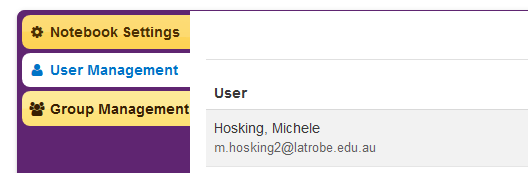 Notebook Settings
User Management
Group Management
User
Hosking, Michele
m.hosking2@latrobe.edu.au